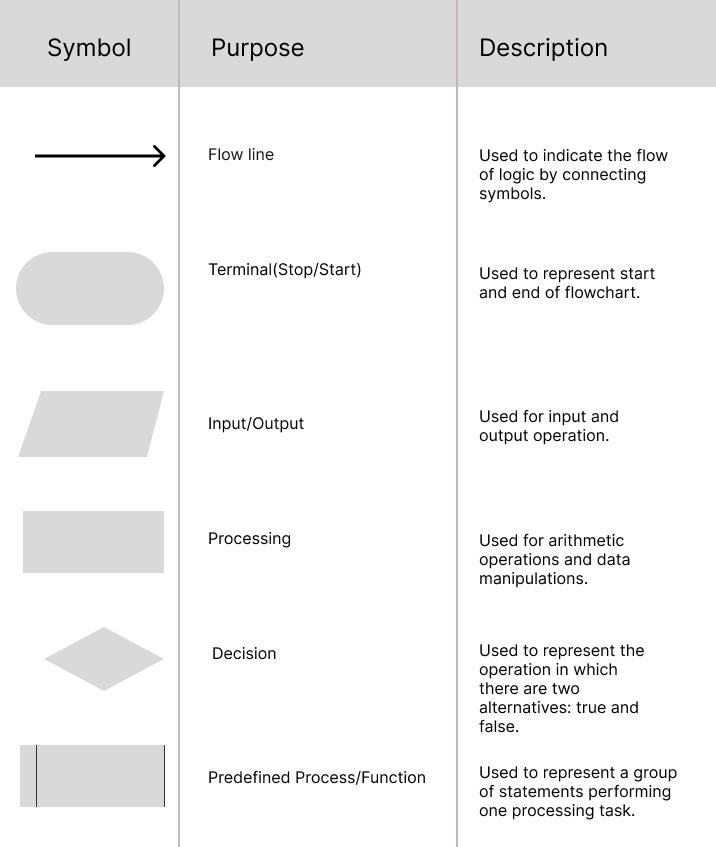 Symbol
Purpose
Description
Flow line
Used to indicate the flow
of logic by connecting
symbols.
Terminal(Stop/Start)
Used to represent start
and end of flowchart.
Input/Output
Used for input and
output operation.
Processing
Used for arithmetic
operations and data
manipulations.
Decision
Used to represent the
operation in which
there are two
alternatives: true and
false.
Predefined Process/Function
Used to represent a group
of statements performing
one processing task.